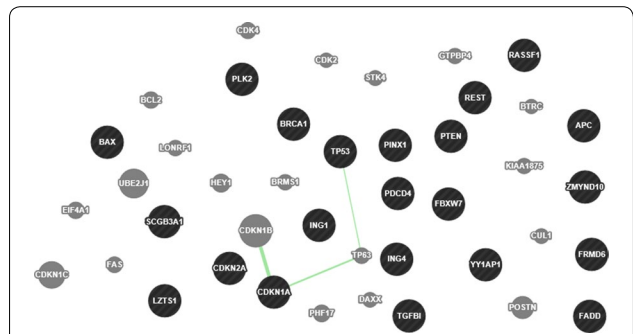 CDK4
GTPBP4
RASSF1
CDK2
STK4
PLK2
REST
BCL2
BTRC
BRCA1
APC
PTEN
BAX
LONRF1
TP53
PINX1
KIAA1875
UBE2J1
HEY1
BRMS1
ZMYND10
PDCD4
FBXW7
EIF4A1
SCGB3A1
ING1
CDKN1B
CUL1
TP63
FRMD6
ING4
YY1AP1
FAS
CDKN2A
CDKN1C
CDKN1A
LZTS1
DAXX
POSTN
PHF17
TGFBI
FADD